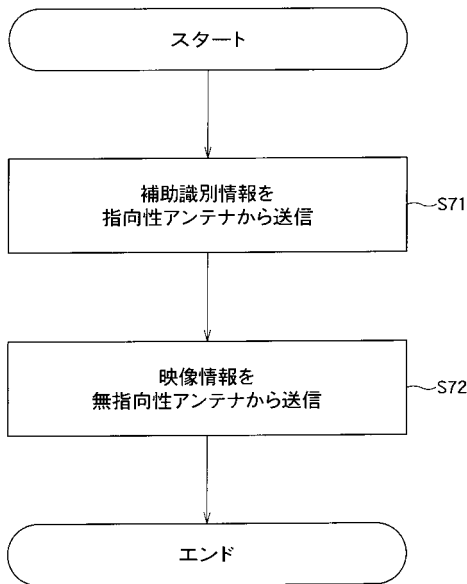 スタート
補助識別情報を
指向性アンテナから送信
S71
映像情報を
無指向性アンテナから送信
S72
エンド